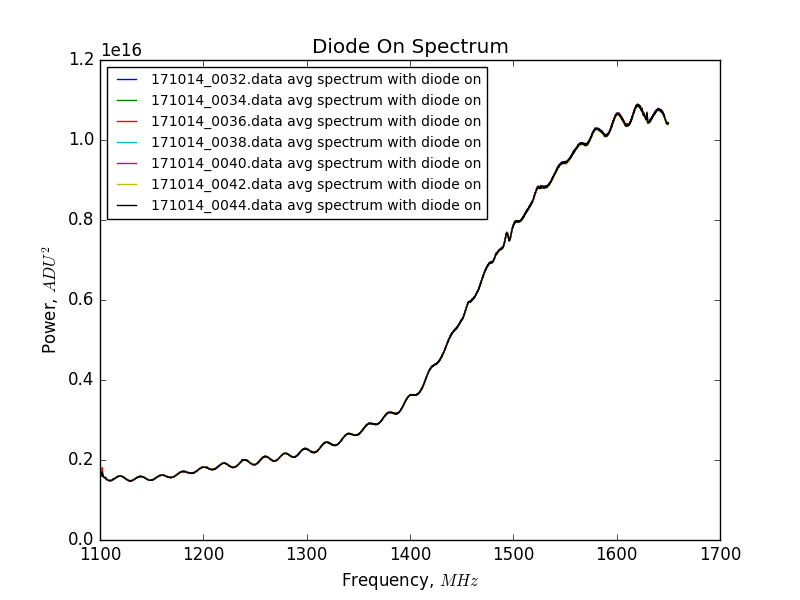 Diode On Spectrum
1e16
171014_0032.data avg spectrum with diode on
171014_0034.data avg spectrum with diode on
171014_0036.data avg spectrum with diode on
171014_0038.data avg spectrum with diode on
171014_0040.data avg spectrum with diode on
171014_0042.data avg spectrum with diode on
171014_0044.data avg spectrum with diode on
1.2
1.0
0.8
0.6
0.4
0.2
0.0
Power, ADU²
1100 1200 1300 1400 1500 1600 1700
Frequency, MHz